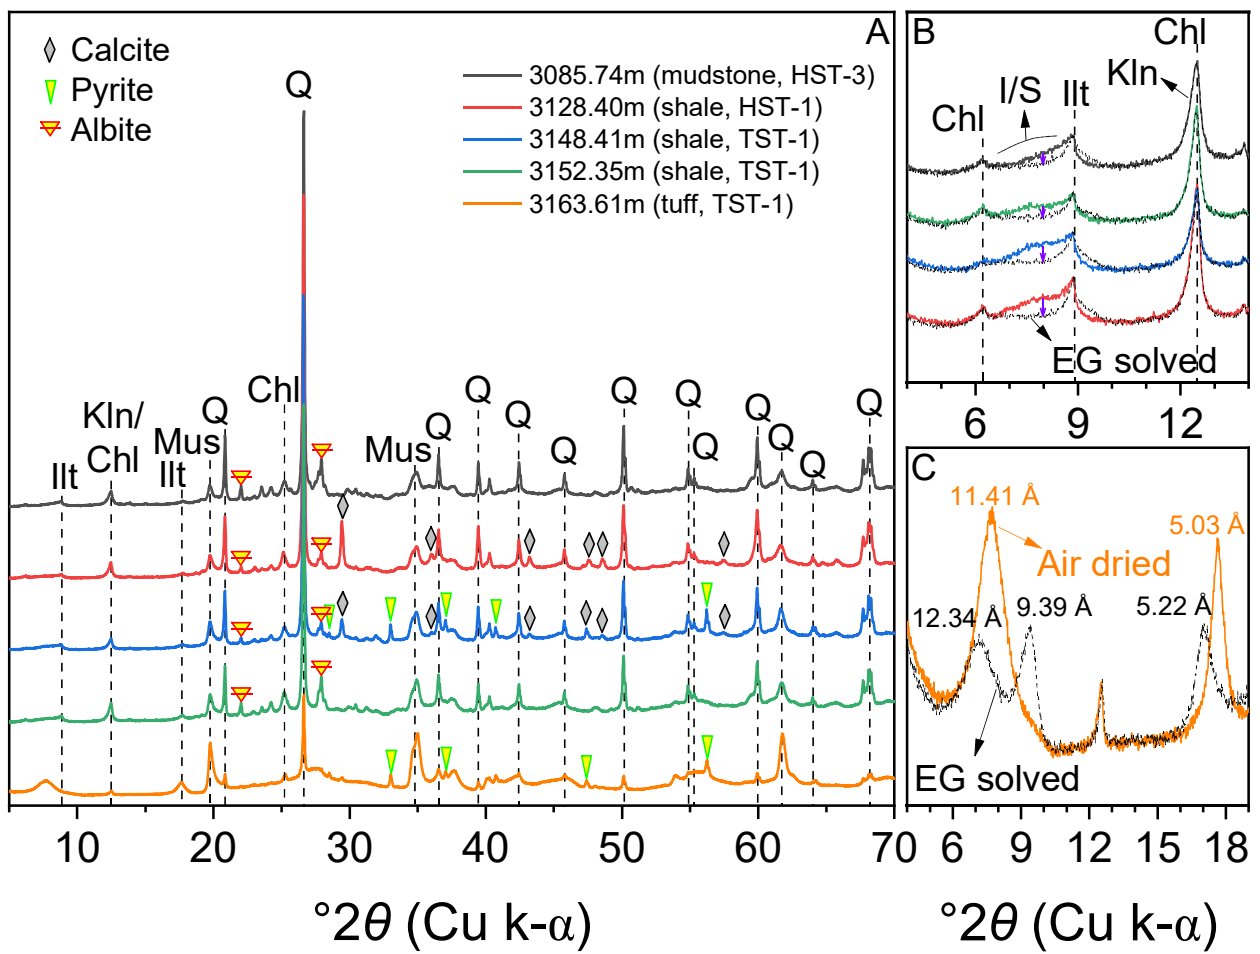 A
Calcite
Pyrite
Albite
Q
3085.74m (mudstone, HST-3)
3128.40m (shale, HST-1)
3148.41m (shale, TST-1)
3152.35m (shale, TST-1)
3163.61m (tuff, TST-1)
Ilt
Kln/
Chl
Mus
Ilt
Q
Chl
Mus
Q
Q
Q
Q
Q
Q
Q
Q
Q
Q
Q
10
20
30
40
50
60
70
°2θ (Cu k-α)
B
Chl
Kln
I/S
Ilt
Chl
EG solved
6
9
12
C
11.41 Å
5.03 Å
Air dried
12.34 Å
9.39 Å
5.22 Å
EG solved
0
6
9
12
15
18
°2θ (Cu k-α)